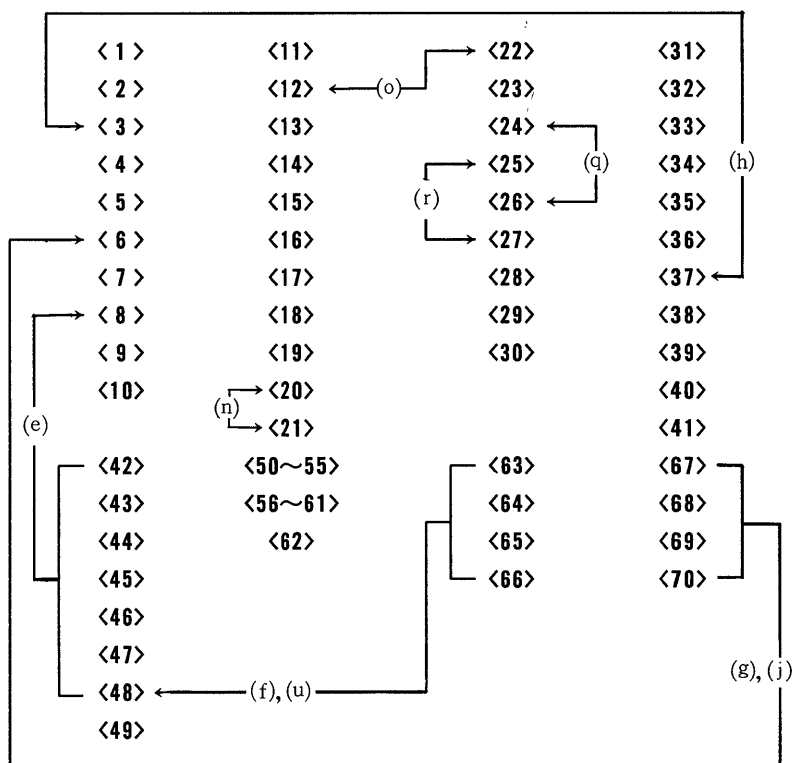 < 1 > <11> <22> <31>
< 2 > <12> (o) <23> <32>
< 3 > <13> <24> <33>
< 4 > <14> <25> (q) <34> (h)
< 5 > <15> (r) <26> <35>
< 6 > <16> <27> <36>
< 7 > <17> <28> <37>
< 8 > <18> <29> <38>
< 9 > <19> <30> <39>
<10> <20> <40>
(e) (n) <21> <41>
<42> <50～55> <63> <67>
<43> <56～61> <64> <68>
<44> <62> <65> <69>
<45> <66> <70>
<46>
<47>
<48> (f), (u) (g), (j)
<49>